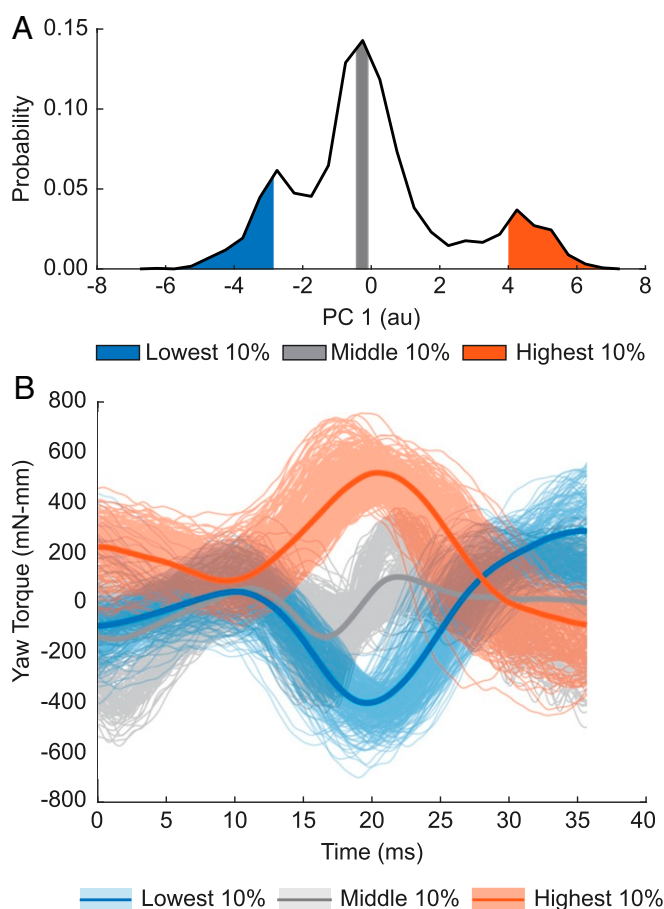 A
0.15
0.10
0.05
0.00
Probability
-8 -6 -4 -2 0 2 4 6 8
PC 1 (au)
Lowest 10% Middle 10% Highest 10%
B
800
600
400
200
0
-200
-400
-600
-800
Yaw Torque (mN-mm)
0 5 10 15 20 25 30 35 40
Time (ms)
Lowest 10% Middle 10% Highest 10%